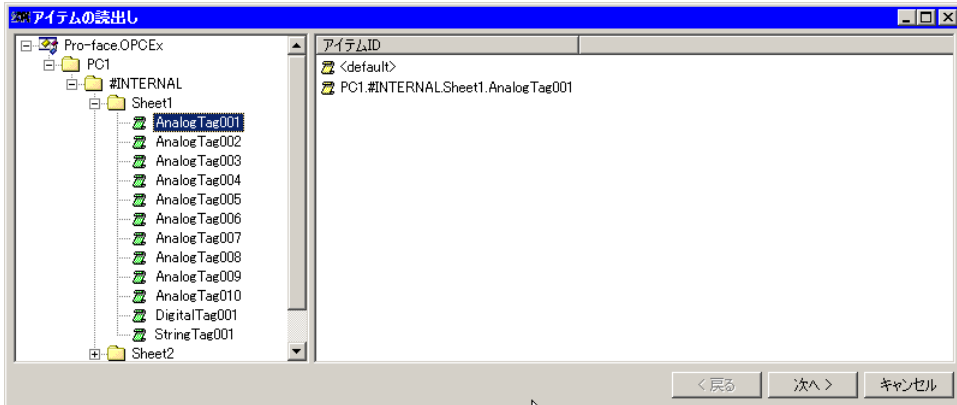 アイテムの読出し
Pro-face.OPCEx
PC1
#INTERNAL
Sheet1
AnalogTag001
AnalogTag002
AnalogTag003
AnalogTag004
AnalogTag005
AnalogTag006
AnalogTag007
AnalogTag008
AnalogTag009
AnalogTag010
DigitalTag001
StringTag001
Sheet2
アイテムID
<default>
PC1.#INTERNAL.Sheet1.AnalogTag001
< 戻る
次へ >
キャンセル